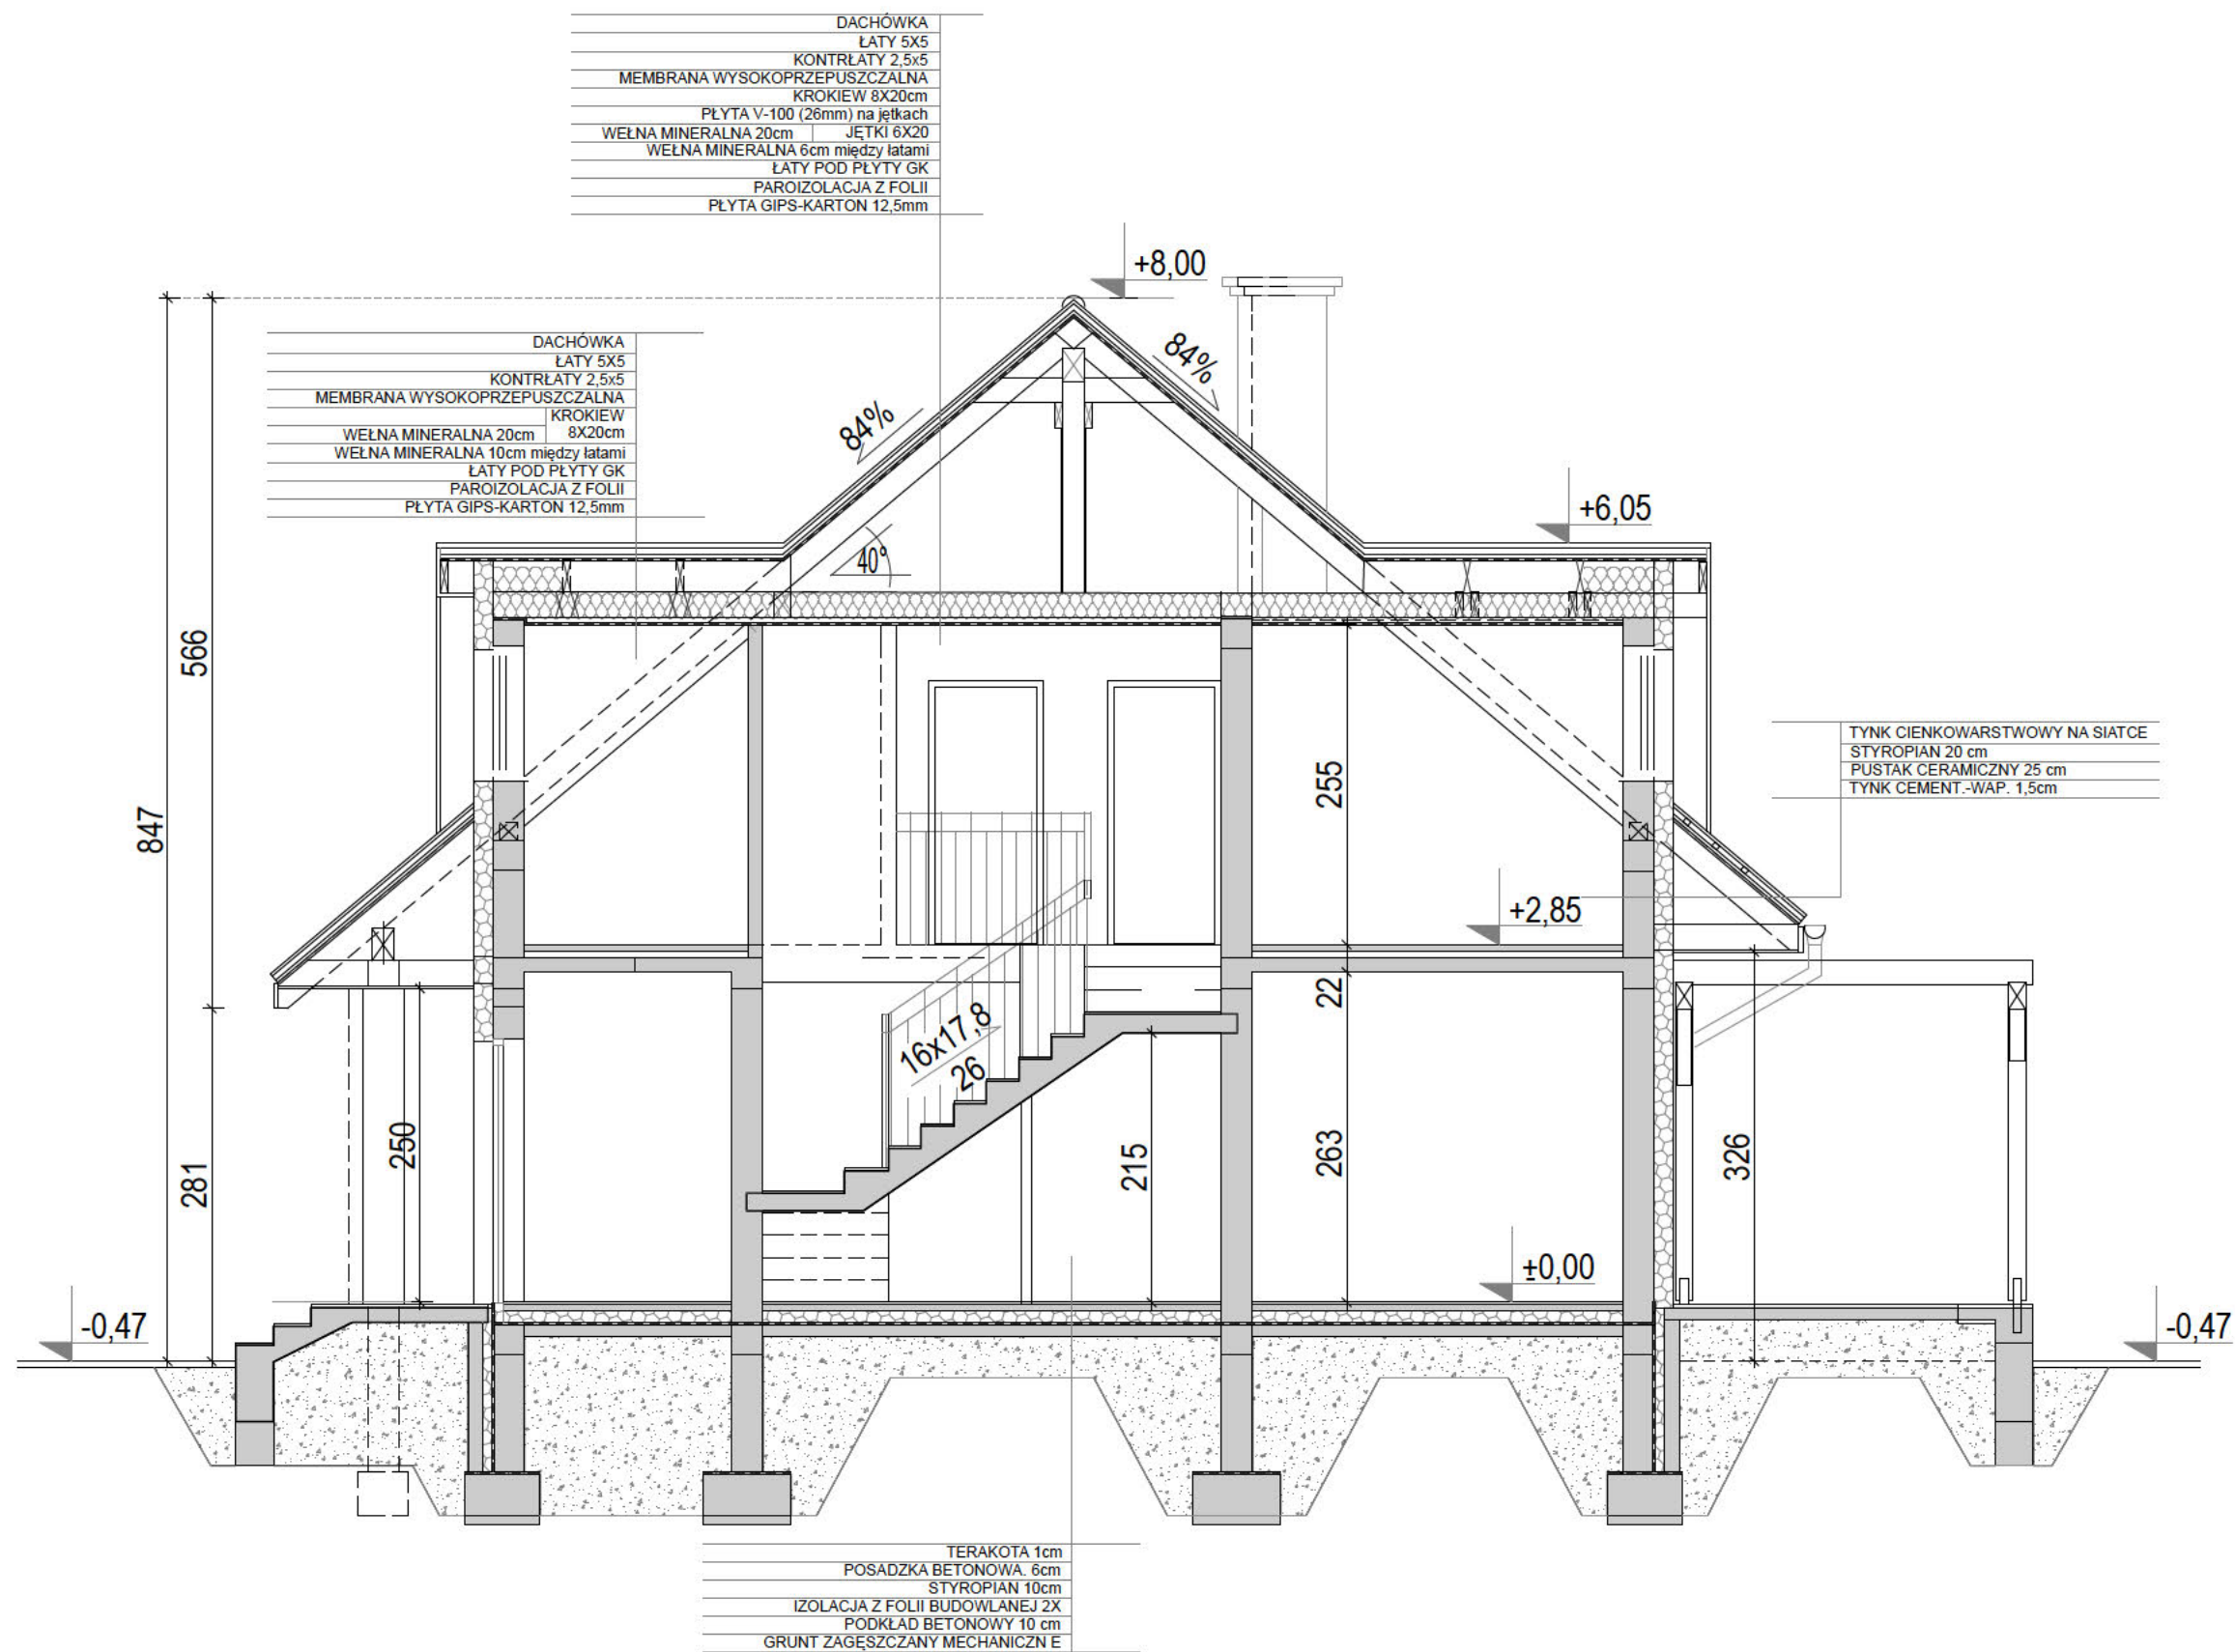 DACHÓWKA
ŁATY 5X5
KONTRŁATY 2,5x5
MEMBRANA WYSOKOPRZEPUSZCZALNA
KROKIEW 8X20cm
PŁYTA V-100 (26mm) na jętkach
WEŁNA MINERALNA 20cm JĘTKI 6X20
WEŁNA MINERALNA 6cm między łatami
ŁATY POD PŁYTY GK
PAROIZOLACJA Z FOLII
PŁYTA GIPS-KARTON 12,5mm
+8,00
DACHÓWKA
ŁATY 5X5
KONTRŁATY 2,5x5
MEMBRANA WYSOKOPRZEPUSZCZALNA
KROKIEW
WEŁNA MINERALNA 20cm 8X20cm
WEŁNA MINERALNA 10cm między łatami
ŁATY POD PŁYTY GK
PAROIZOLACJA Z FOLII
PŁYTA GIPS-KARTON 12,5mm
84%
84%
+6,05
40°
566
847
255
TYNK CIENKOWARSTWOWY NA SIATCE
STYROPIAN 20 cm
PUSTAK CERAMICZNY 25 cm
TYNK CEMENT.-WAP. 1,5cm
+2,85
22
16x17,8
26
250
281
215
263
326
±0,00
-0,47
-0,47
TERAKOTA 1cm
POSADZKA BETONOWA. 6cm
STYROPIAN 10cm
IZOLACJA Z FOLII BUDOWLANEJ 2X
PODKŁAD BETONOWY 10 cm
GRUNT ZAGĘSZCZANY MECHANICZN E